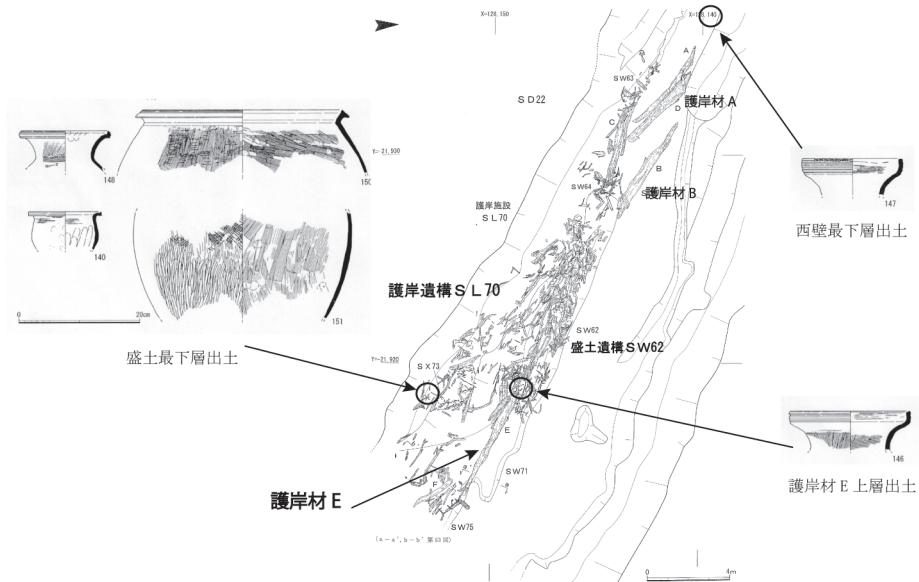 X=128,150
X=128,140
A
SW63
護岸材A
D
SD22
C
148
150
Y=-21,930
B
SW64
護岸材B
147
西壁最下層出土
護岸施設
SL70
140
護岸遺構SL70
151
0
20cm
SW62
盛土遺構SW62
盛土最下層出土
Y=-21,920
SX73
E
146
護岸材E上層出土
SW71
護岸材E
F
SW75
(a-a',b-b' 第53図)
0
4m